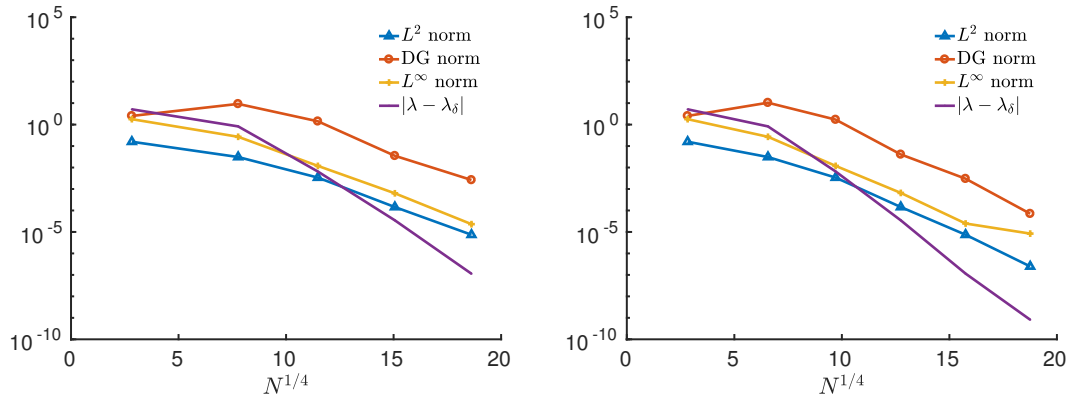 10^5
10^0
10^-5
10^-10
0 5 10 15 20
N^{1/4}
L^2 norm
DG norm
L^∞ norm
|λ − λ_δ|
10^5
10^0
10^-5
10^-10
0 5 10 15 20
N^{1/4}
L^2 norm
DG norm
L^∞ norm
|λ − λ_δ|